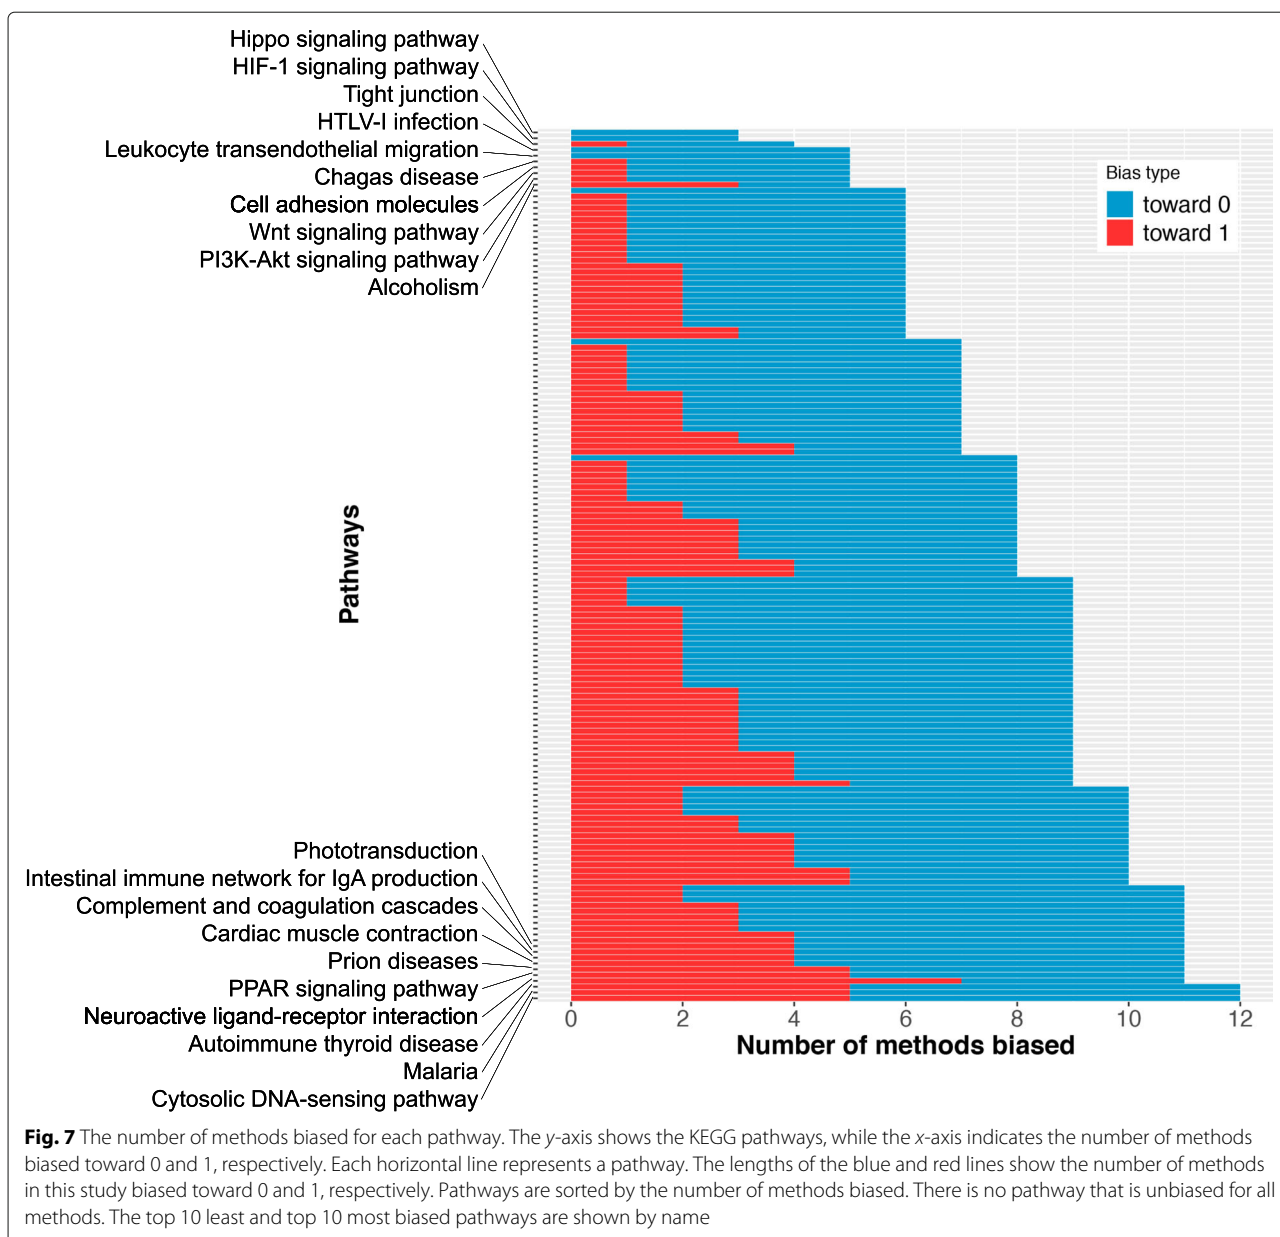 Hippo signaling pathway
HIF-1 signaling pathway
Tight junction
HTLV-I infection
Leukocyte transendothelial migration
Chagas disease
Cell adhesion molecules
Wnt signaling pathway
PI3K-Akt signaling pathway
Alcoholism
Bias type
toward 0
toward 1
Pathways
Phototransduction
Intestinal immune network for IgA production
Complement and coagulation cascades
Cardiac muscle contraction
Prion diseases
PPAR signaling pathway
Neuroactive ligand-receptor interaction
Autoimmune thyroid disease
Malaria
Cytosolic DNA-sensing pathway
0 2 4 6 8 10 12
Number of methods biased
Fig. 7 The number of methods biased for each pathway. The y-axis shows the KEGG pathways, while the x-axis indicates the number of methods
biased toward 0 and 1, respectively. Each horizontal line represents a pathway. The lengths of the blue and red lines show the number of methods
in this study biased toward 0 and 1, respectively. Pathways are sorted by the number of methods biased. There is no pathway that is unbiased for all
methods. The top 10 least and top 10 most biased pathways are shown by name